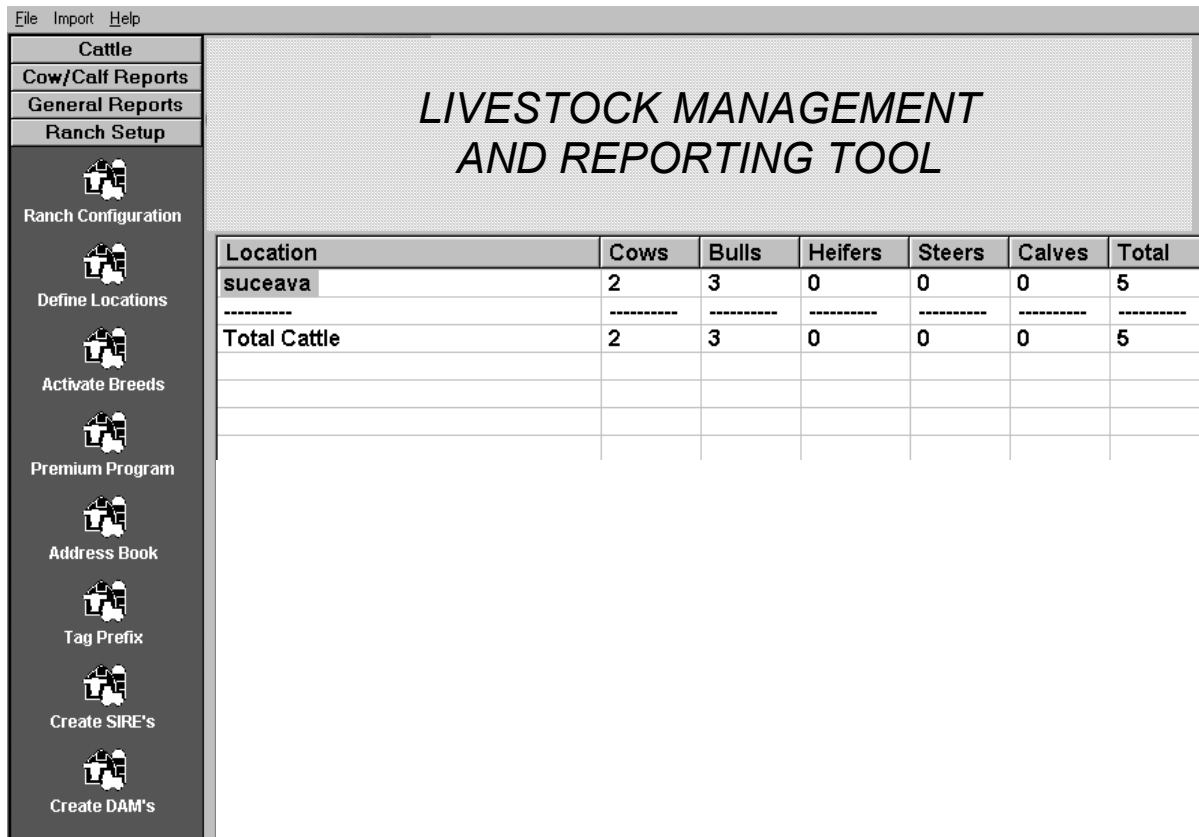 File Import Help
Cattle
Cow/Calf Reports
General Reports
Ranch Setup
Ranch Configuration
Define Locations
Activate Breeds
Premium Program
Address Book
Tag Prefix
Create SIRE's
Create DAM's
LIVESTOCK MANAGEMENT
AND REPORTING TOOL
Location Cows Bulls Heifers Steers Calves Total
suceava 2 3 0 0 0 5
---------- ---------- ---------- ---------- ---------- ---------- ----------
Total Cattle 2 3 0 0 0 5